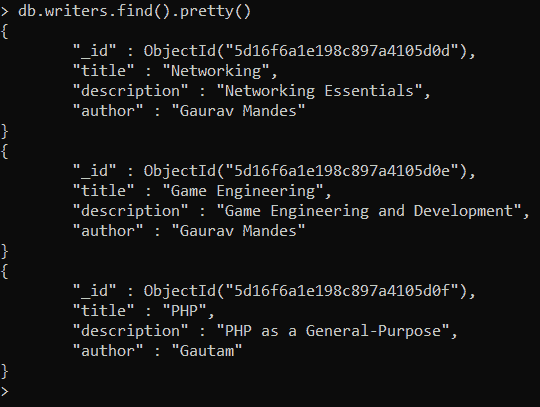 > db.writers.find().pretty()
{
        "_id" : ObjectId("5d16f6a1e198c897a4105d0d"),
        "title" : "Networking",
        "description" : "Networking Essentials",
        "author" : "Gaurav Mandes"
}
{
        "_id" : ObjectId("5d16f6a1e198c897a4105d0e"),
        "title" : "Game Engineering",
        "description" : "Game Engineering and Development",
        "author" : "Gaurav Mandes"
}
{
        "_id" : ObjectId("5d16f6a1e198c897a4105d0f"),
        "title" : "PHP",
        "description" : "PHP as a General-Purpose",
        "author" : "Gautam"
}
>